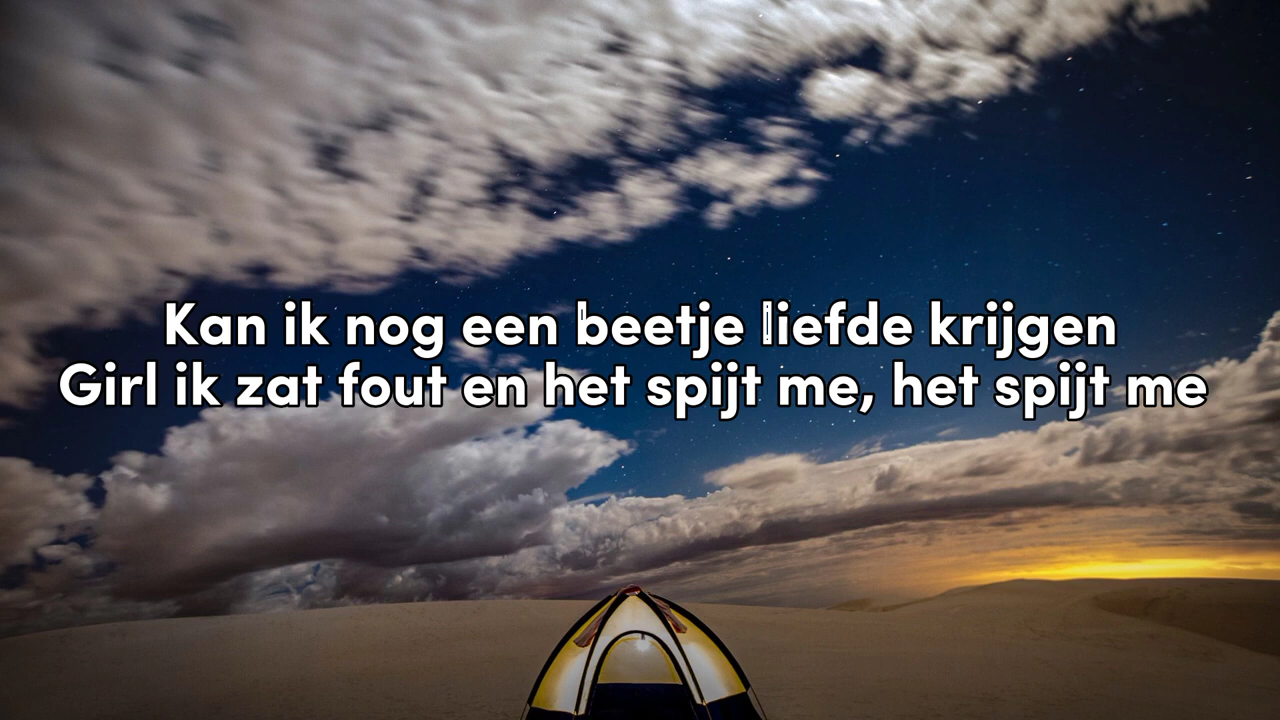 Kan ik nog een beetje liefde krijgen
Girl ik zat fout en het spijt me, het spijt me